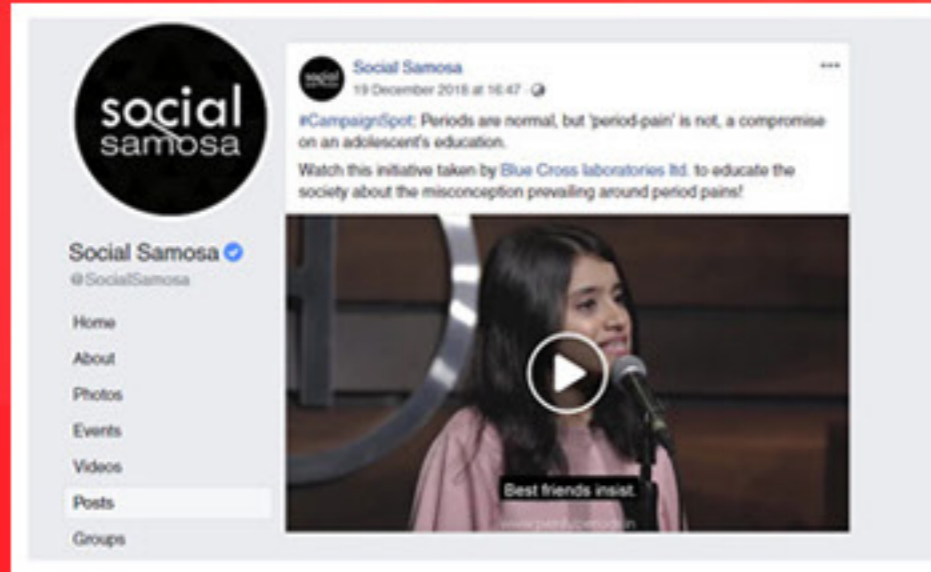 social
samosa
Social Samosa
@SocialSamosa
Home
About
Photos
Events
Videos
Posts
Groups
social
samosa
Social Samosa
19 December 2018 at 16:47
#CampaignSpot: Periods are normal, but 'period-pain' is not, a compromise
on an adolescent's education.
Watch this initiative taken by Blue Cross laboratories ltd. to educate the
society about the misconception prevailing around period pains!
Best friends insist.